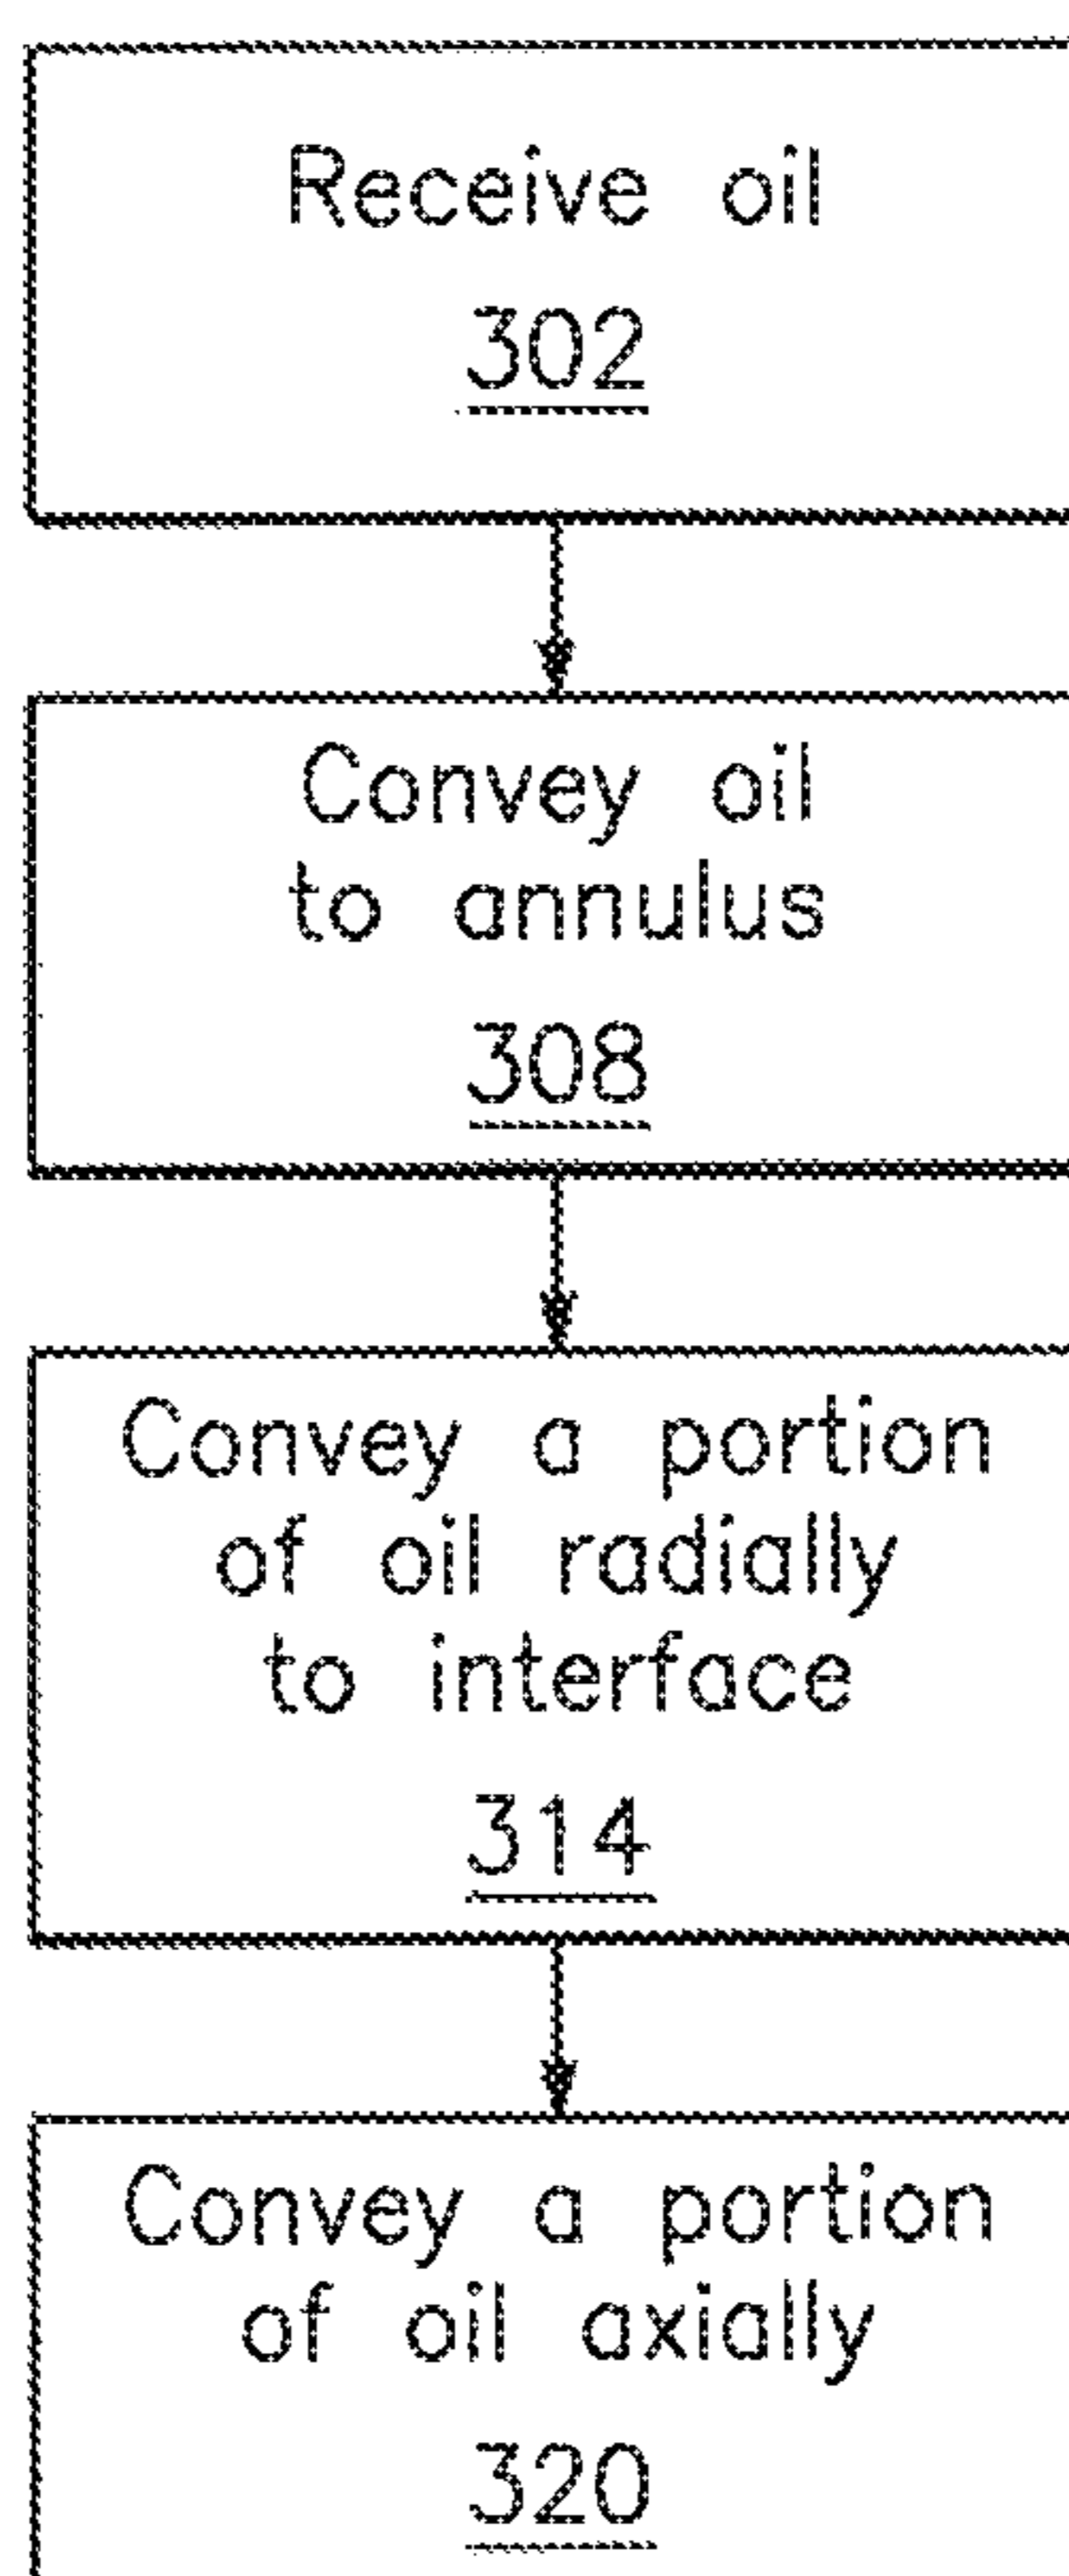 Receive oil
302
Convey oil
to annulus
308
Convey a portion
of oil radially
to interface
314
Convey a portion
of oil axially
320